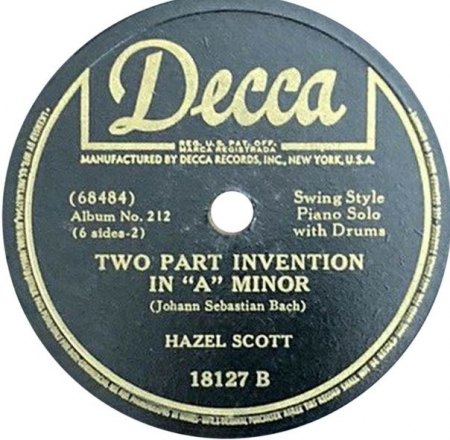 Decca
REG. U.S. PAT. OFF.
MARCA REGISTRADA
MANUFACTURED BY DECCA RECORDS, INC., NEW YORK, U.S.A.
(68484)
Album No. 212
(6 sides-2)
Swing Style
Piano Solo
with Drums
TWO PART INVENTION
IN "A" MINOR
(Johann Sebastian Bach)
HAZEL SCOTT
18127 B